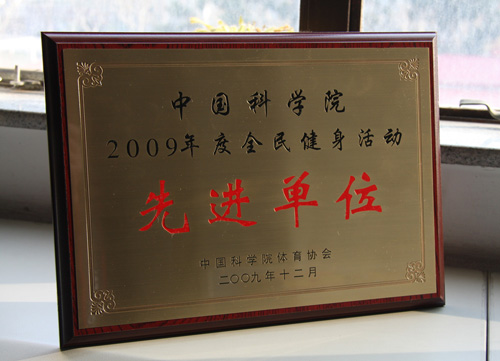 中国科学院
2009年度全民健身活动
先进单位
中国科学院体育协会
二〇〇九年十二月